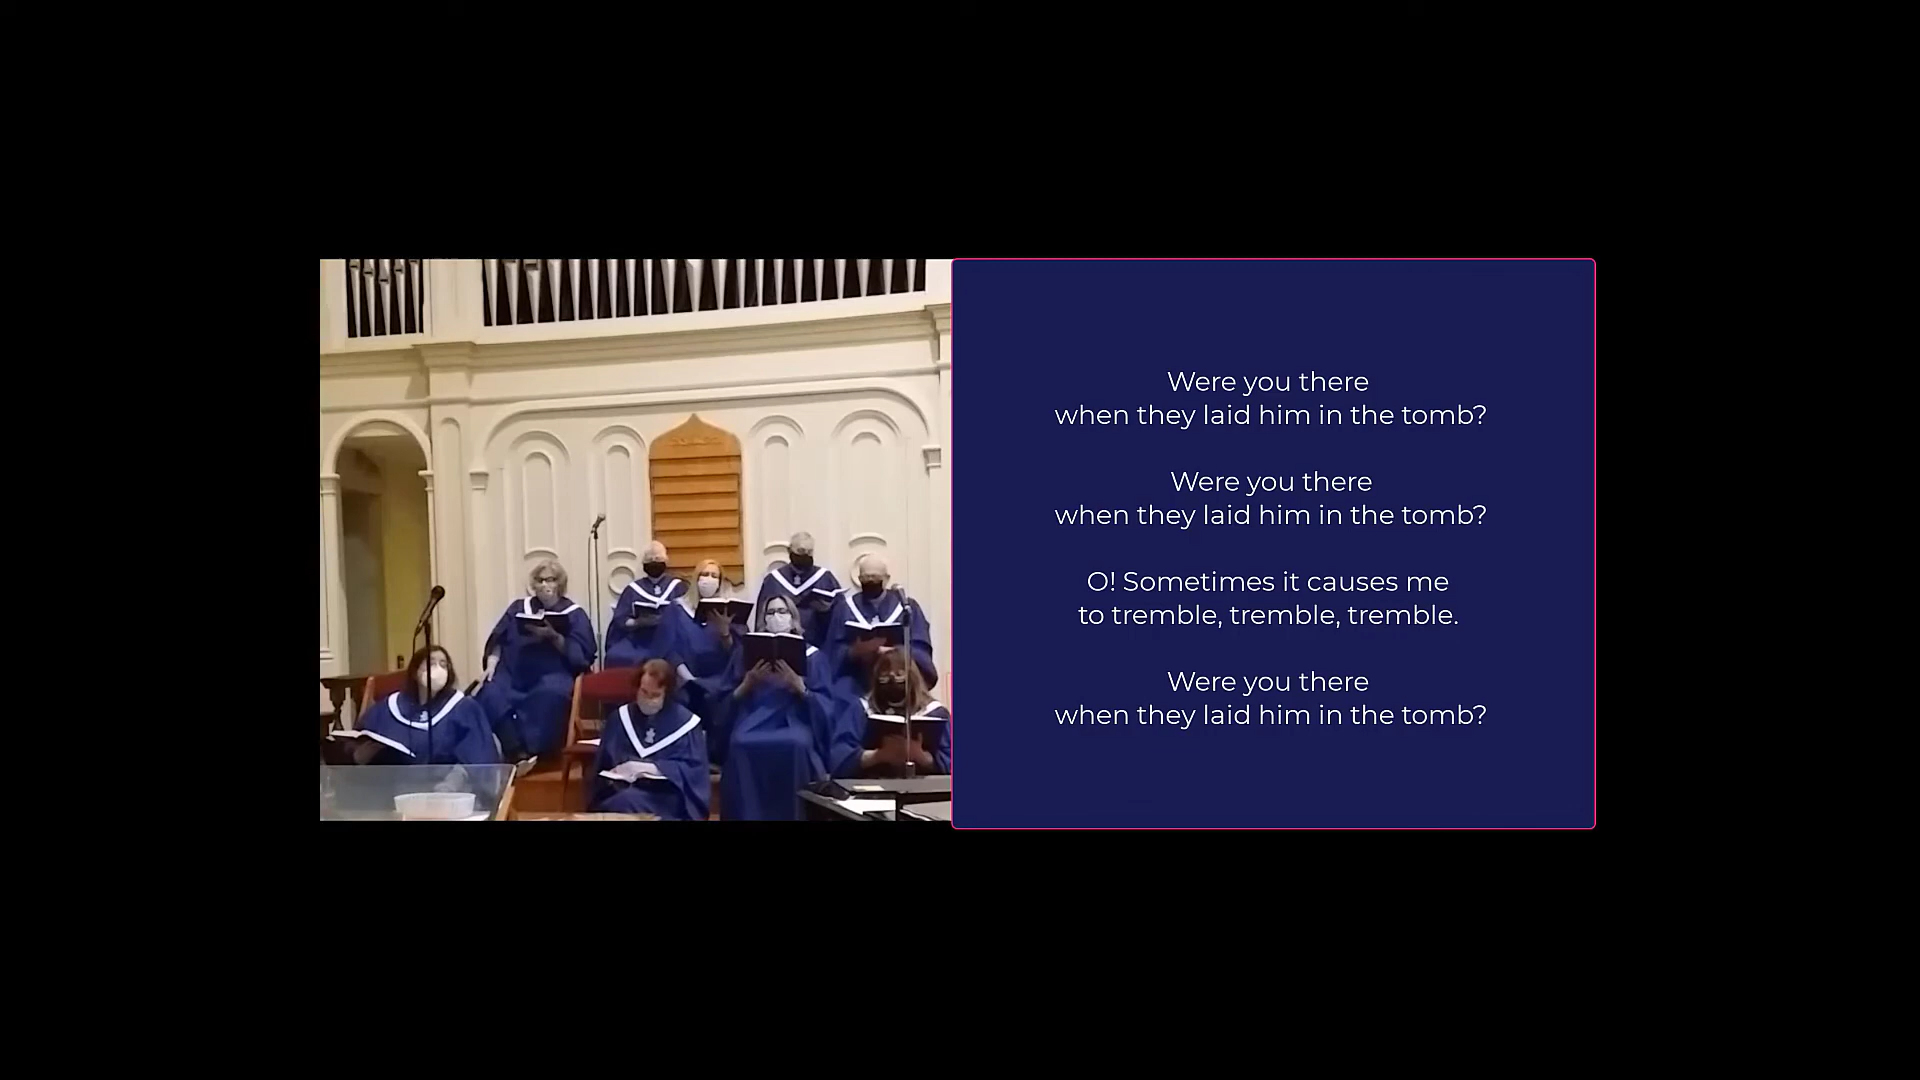 Were you there
when they laid him in the tomb?
Were you there
when they laid him in the tomb?
O! Sometimes it causes me
to tremble, tremble, tremble.
Were you there
when they laid him in the tomb?